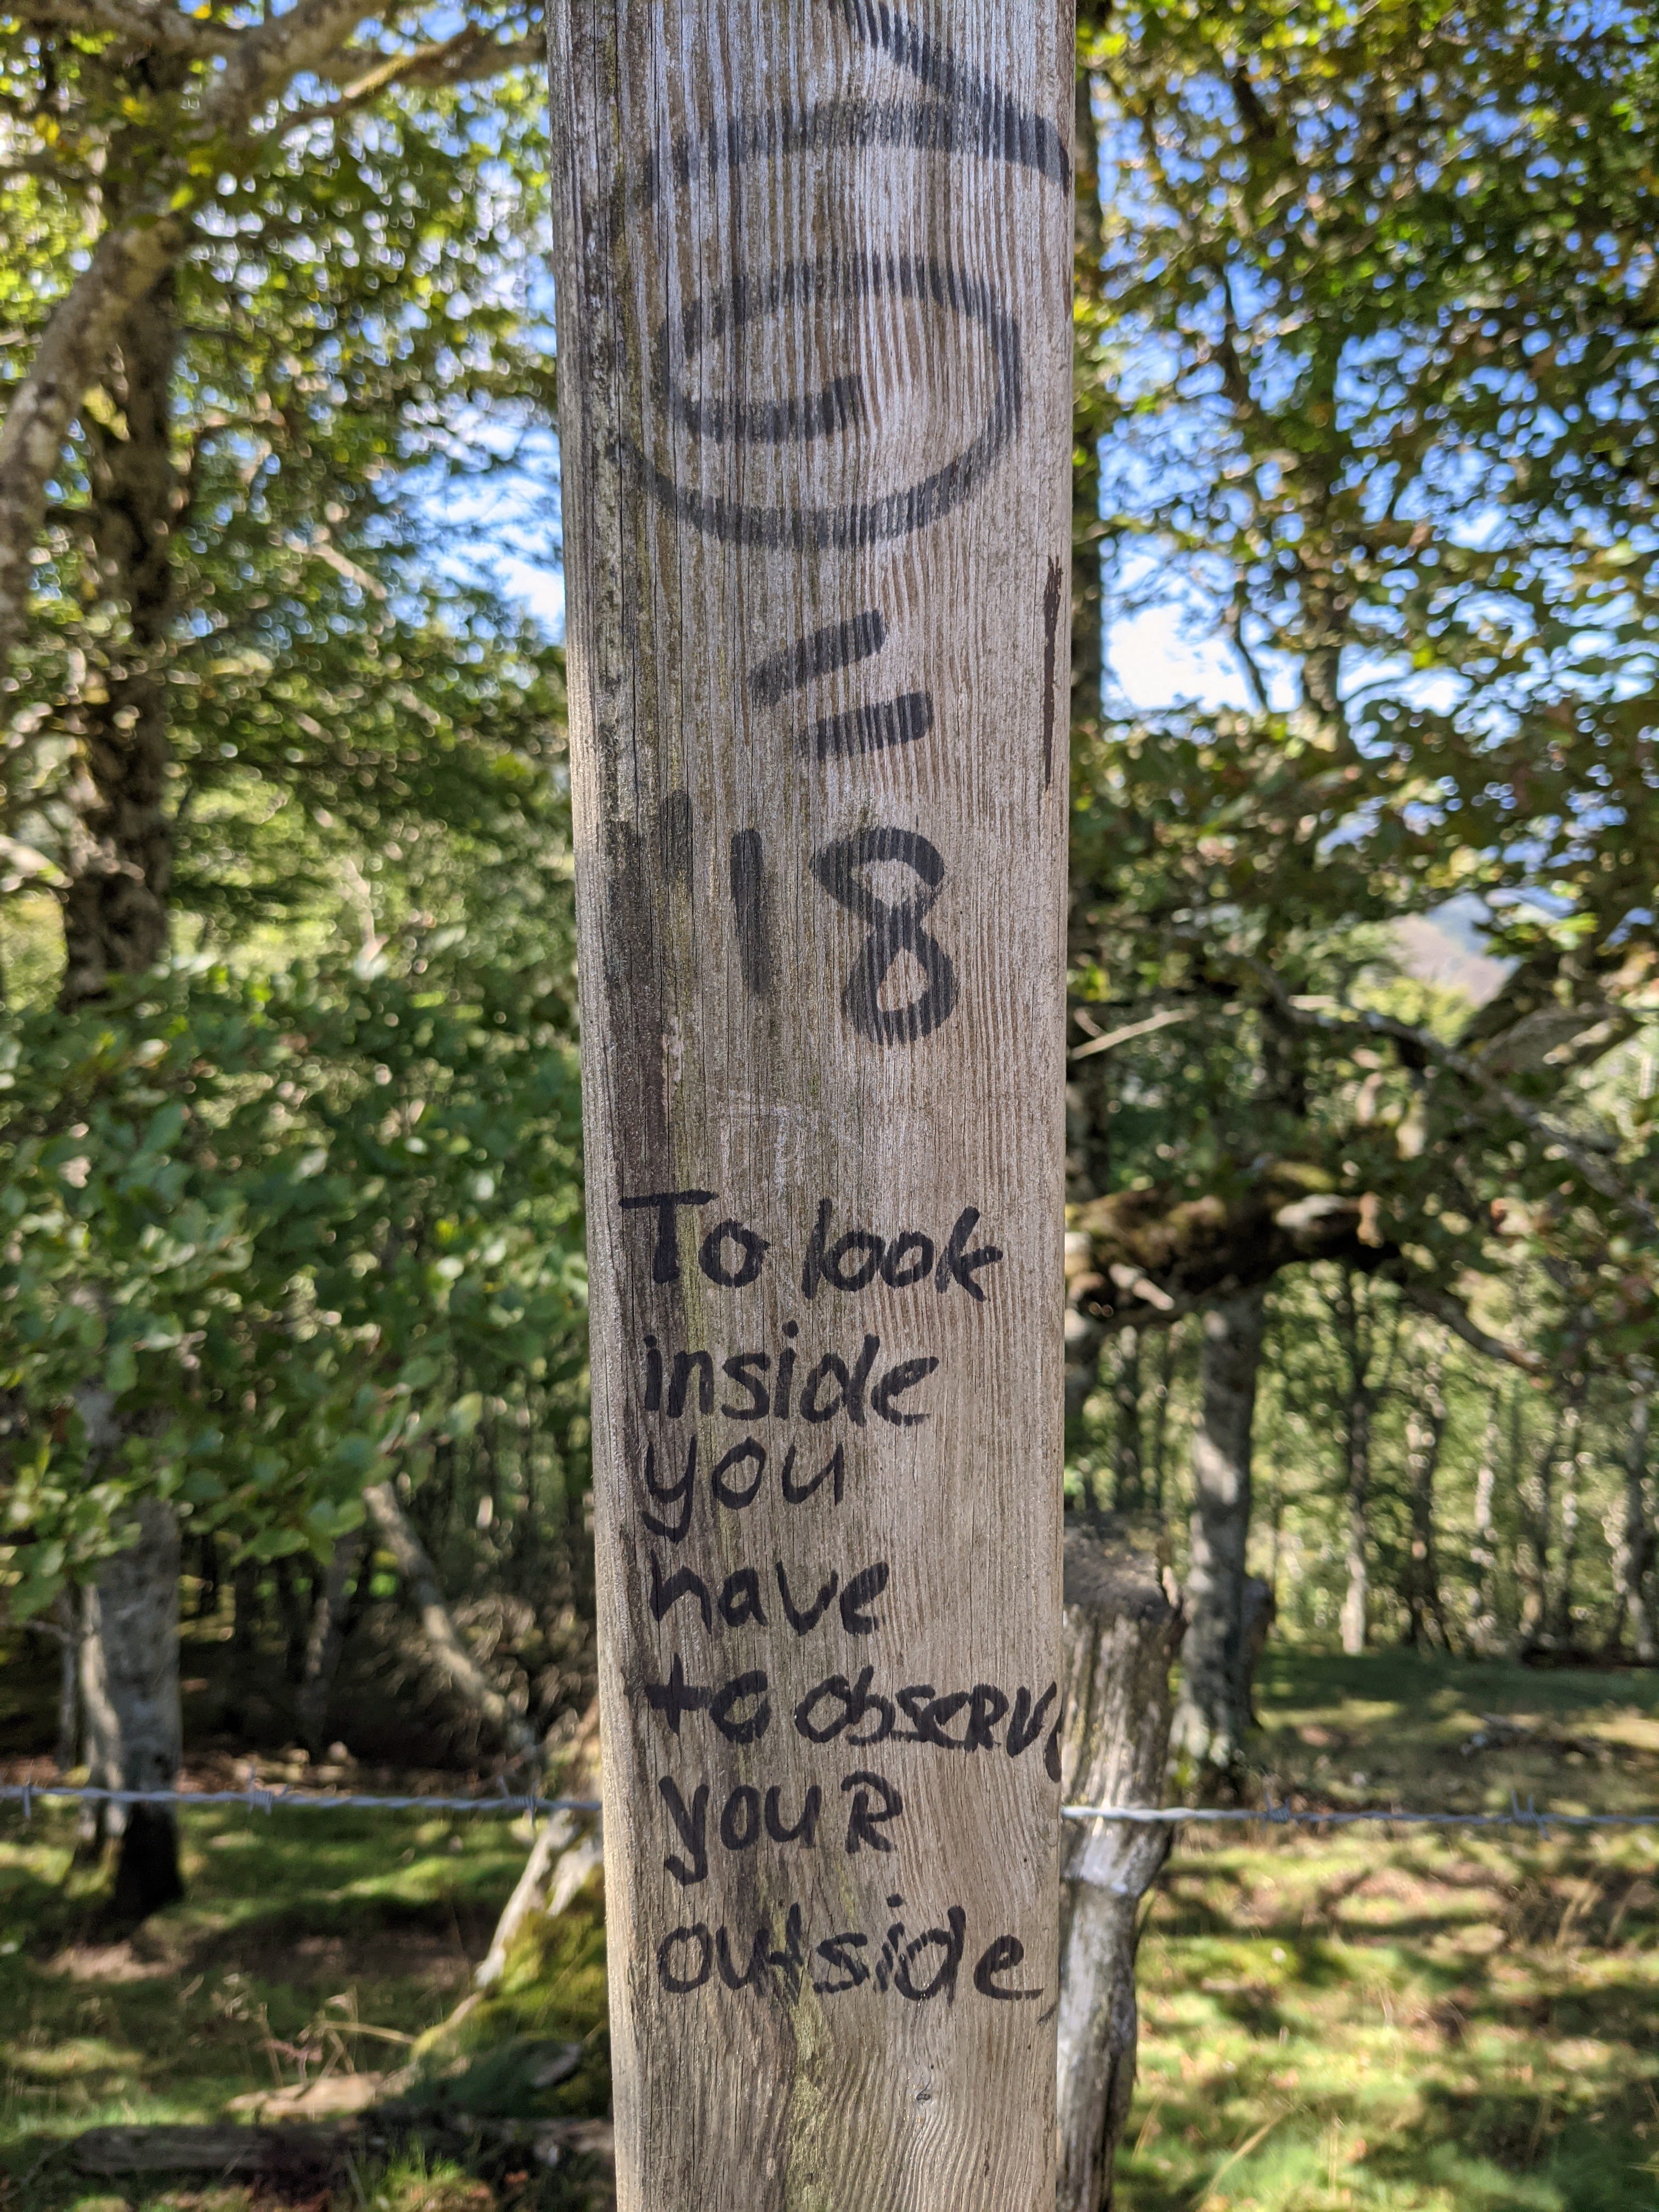 18
To look
inside
you
have
to observe
your
outside